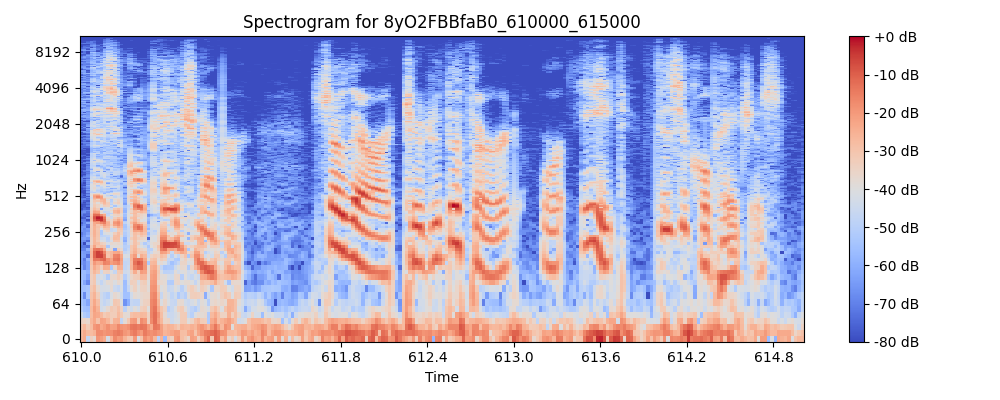 Spectrogram for 8yO2FBBfaB0_610000_615000
Hz
8192
4096
2048
1024
512
256
128
64
0
610.0 610.6 611.2 611.8 612.4 613.0 613.6 614.2 614.8
Time
+0 dB
-10 dB
-20 dB
-30 dB
-40 dB
-50 dB
-60 dB
-70 dB
-80 dB